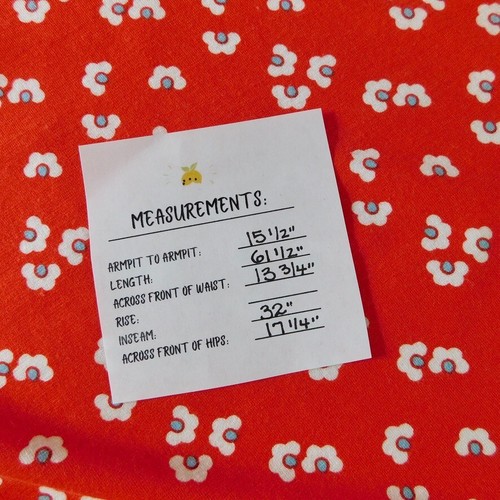 MEASUREMENTS:
ARMPIT TO ARMPIT: 15 1/2"
LENGTH: 61 1/2"
ACROSS FRONT OF WAIST: 13 3/4"
RISE:
INSEAM: 32"
ACROSS FRONT OF HIPS: 17 1/4"